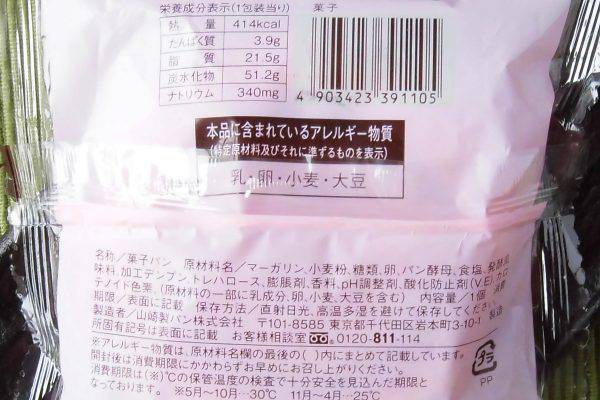 栄養成分表示(1包装当り)
菓子
熱量 414kcal
たんぱく質 3.9g
脂質 21.5g
炭水化物 51.2g
ナトリウム 340mg
4 903423 391105
本品に含まれているアレルギー物質
(特定原材料及びそれに準ずるものを表示)
乳・卵・小麦・大豆
名称/菓子パン 原材料名/マーガリン、小麦粉、糖類、卵、パン酵母、食塩、発酵風
味料、加工デンプン、トレハロース、膨脹剤、香料、pH調整剤、酸化防止剤(V.E)、カロ
テノイド色素、(原材料の一部に乳成分、卵、小麦、大豆を含む) 内容量/1個 消費
期限/表面に記載 保存方法/直射日光、高温多湿を避けて保存してください。
製造者/山崎製パン株式会社 〒101-8585 東京都千代田区岩本町3-10-1 製造
所固有記号は表面に記載 お客様相談室 0120-811-114
※アレルギー物質は、原材料名欄の最後の( )内にまとめて記載しています。
開封後は消費期限にかかわらずお早めにお召し上がりください。
期限は(※)℃の保管温度の検査で十分安全を見込んだ期限と
なっております。 ※5月~10月…30℃ 11月~4月…25℃
プラ
PP